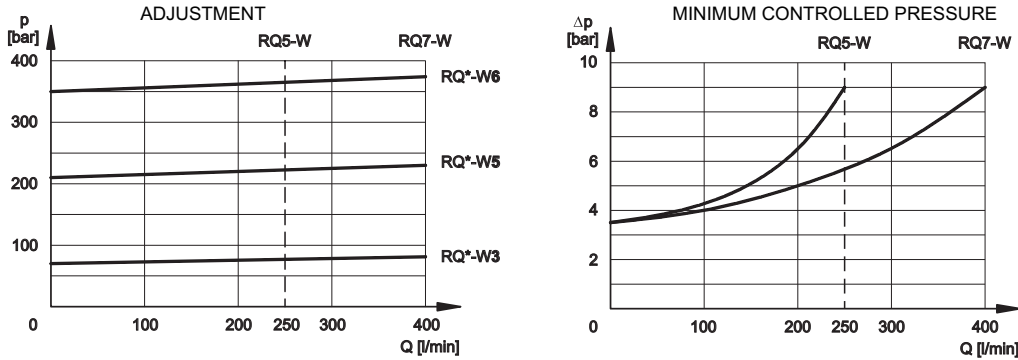 ADJUSTMENT
p
[bar]
RQ5-W
RQ7-W
400
300
200
100
0
RQ*-W6
RQ*-W5
RQ*-W3
100
200
250
300
400
Q [l/min]
MINIMUM CONTROLLED PRESSURE
Δp
[bar]
RQ5-W
RQ7-W
10
8
6
4
2
0
100
200
250
300
400
Q [l/min]